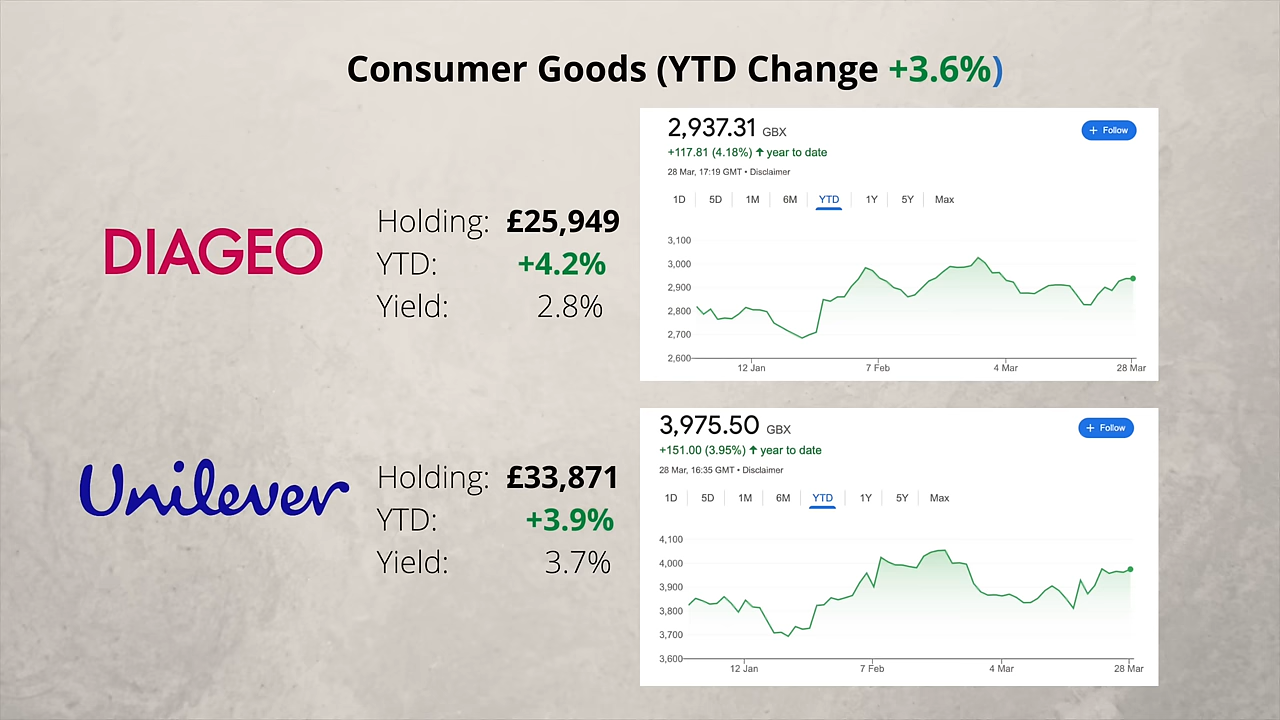 Consumer Goods (YTD Change +3.6%)
DIAGEO
Holding: £25,949
YTD: +4.2%
Yield: 2.8%
2,937.31 GBX
+ Follow
+117.81 (4.18%) ↑ year to date
28 Mar, 17:19 GMT • Disclaimer
1D 5D 1M 6M YTD 1Y 5Y Max
3,100
3,000
2,900
2,800
2,700
2,600
12 Jan 7 Feb 4 Mar 28 Mar
Unilever
Holding: £33,871
YTD: +3.9%
Yield: 3.7%
3,975.50 GBX
+ Follow
+151.00 (3.95%) ↑ year to date
28 Mar, 16:35 GMT • Disclaimer
1D 5D 1M 6M YTD 1Y 5Y Max
4,100
4,000
3,900
3,800
3,700
3,600
12 Jan 7 Feb 4 Mar 28 Mar